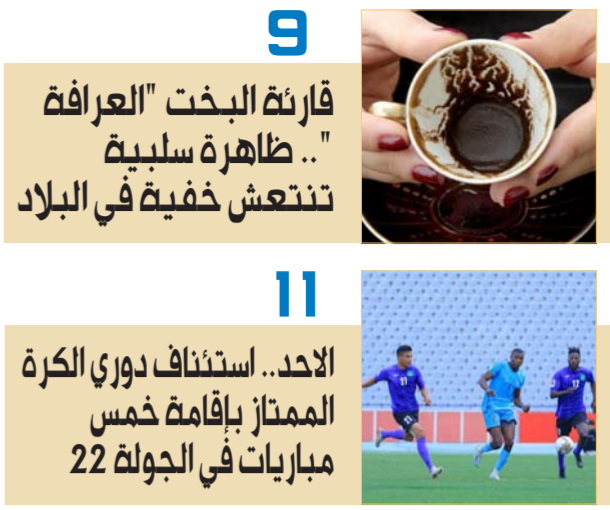 9
قارئة البخت "العرافة
".. ظاهرة سلبية
تنتعش خفية في البلاد
11
الاحد.. استئناف دوري الكرة
الممتاز بإقامة خمس
مباريات في الجولة 22